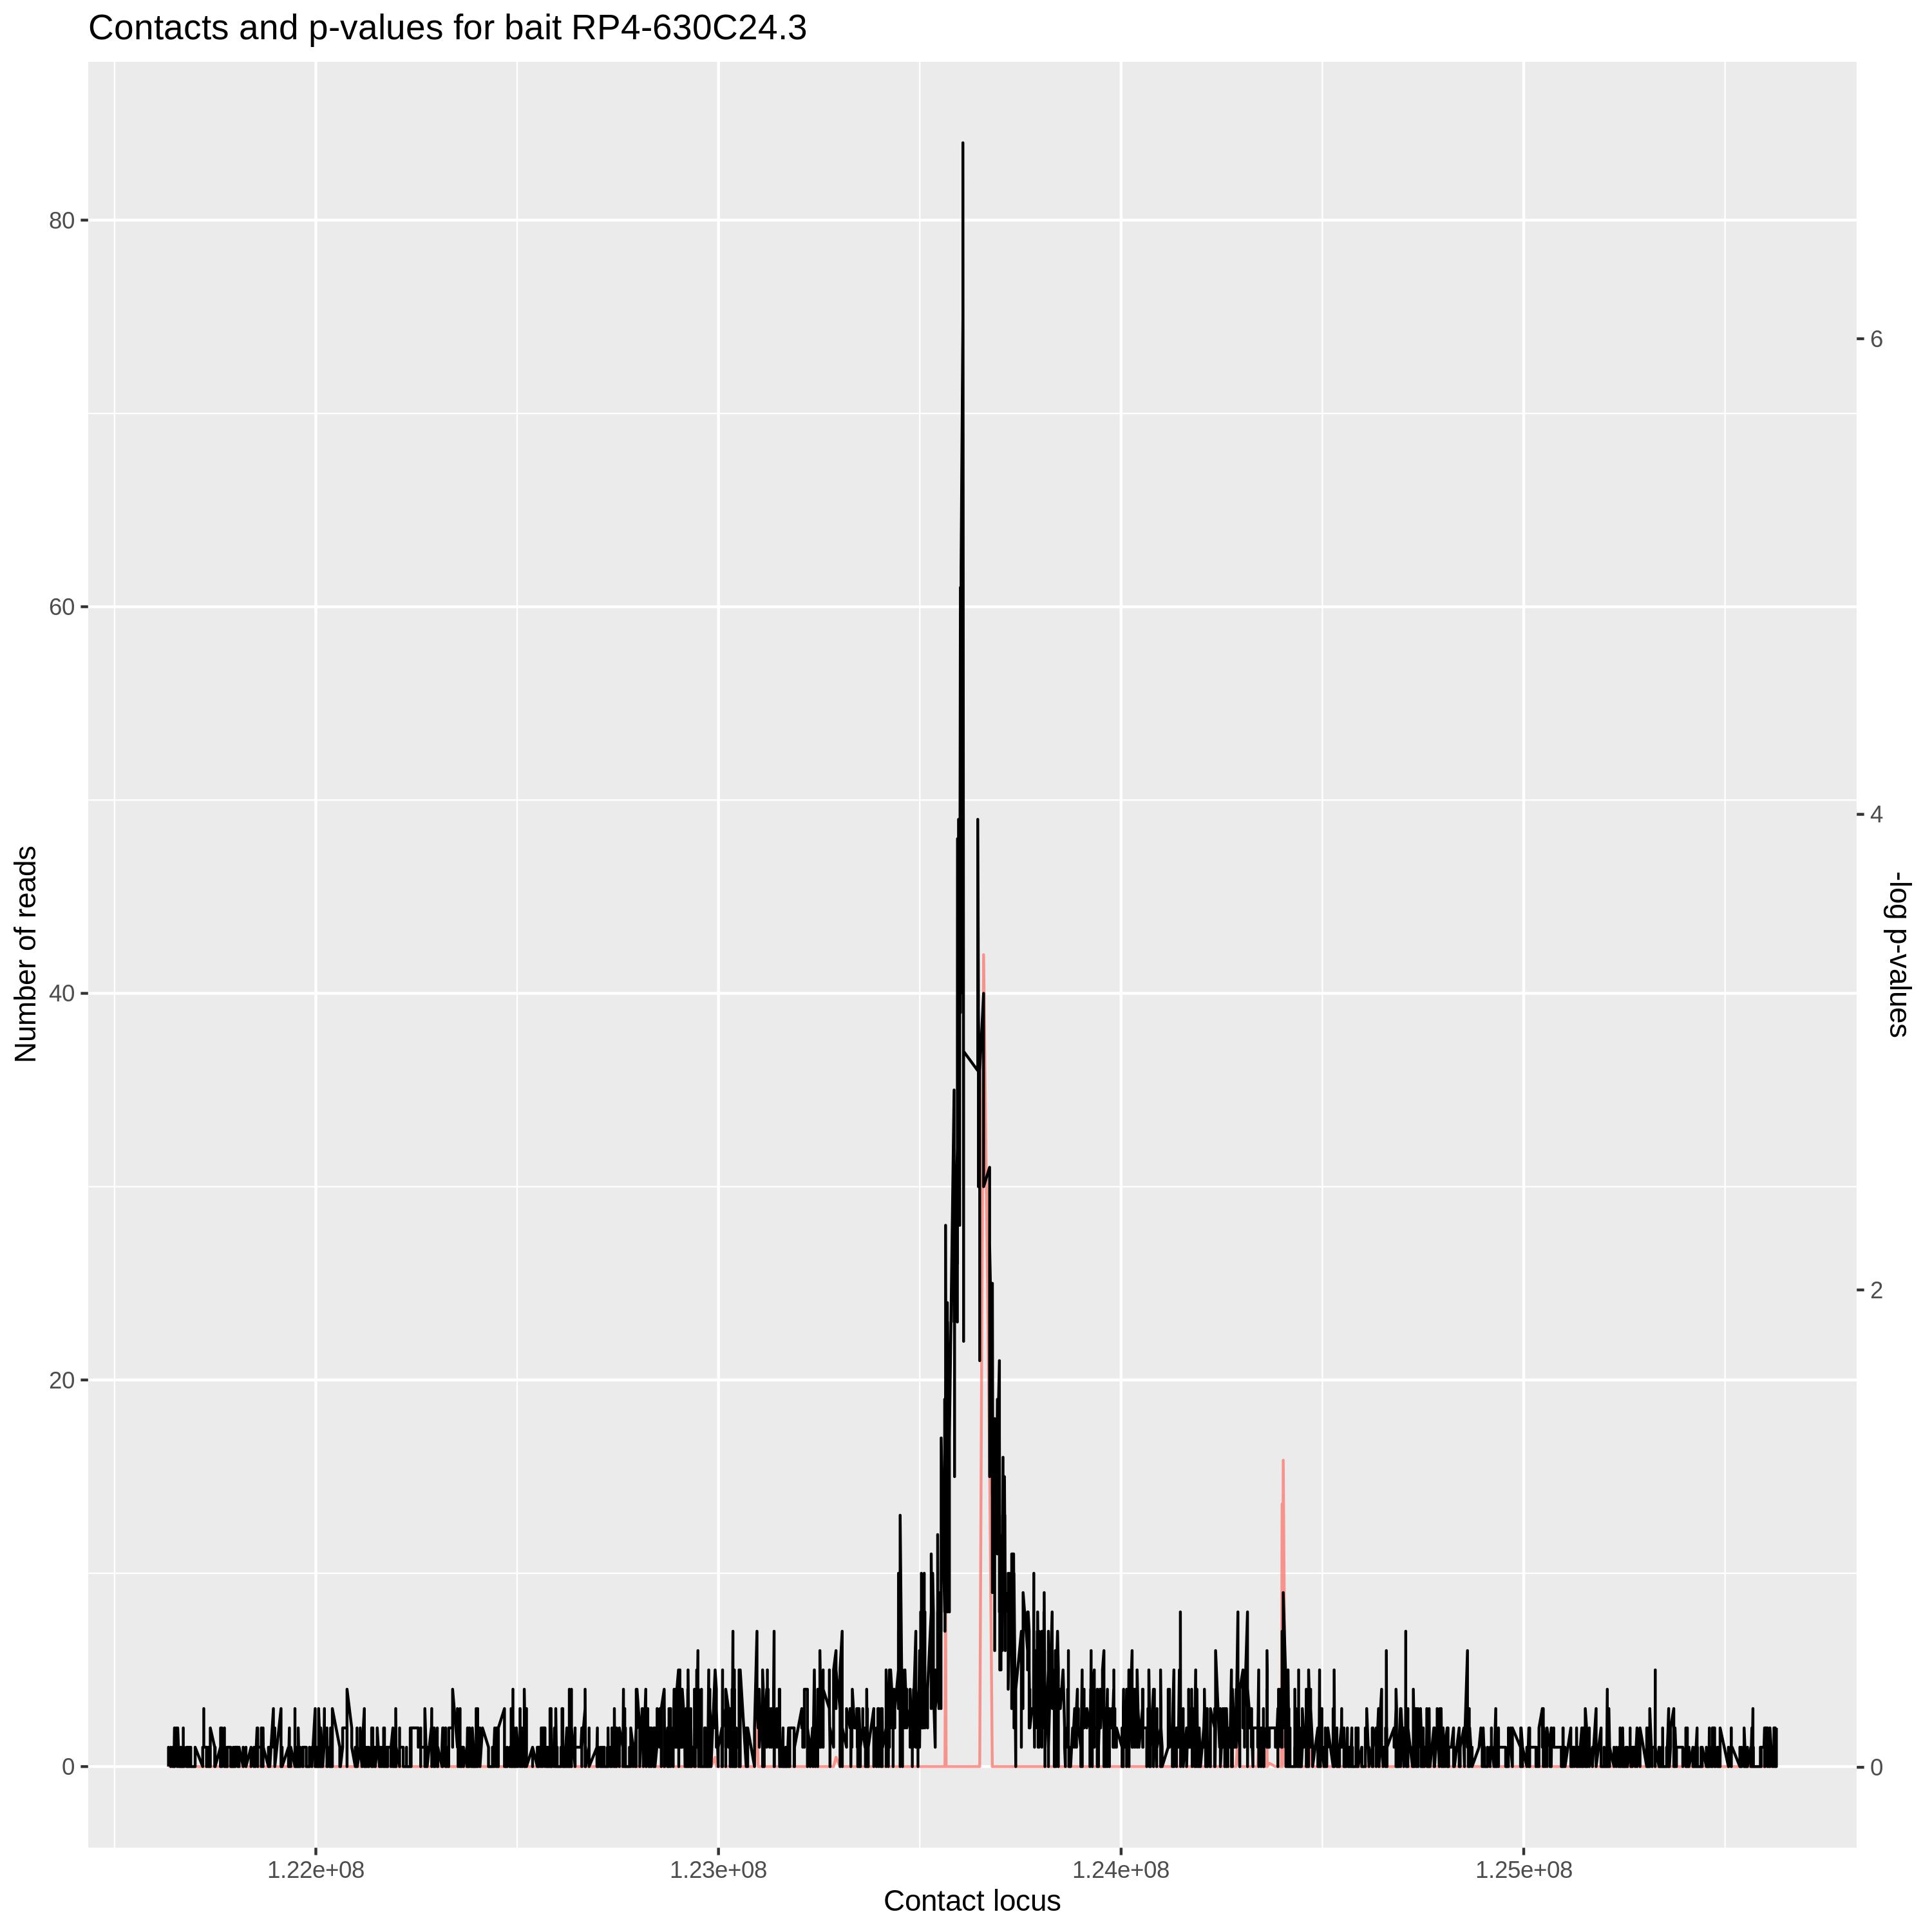 Contacts and p-values for bait RP4-630C24.3
80
60
40
20
0
Number of reads
6
4
2
0
-log p-values
1.22e+08
1.23e+08
1.24e+08
1.25e+08
Contact locus